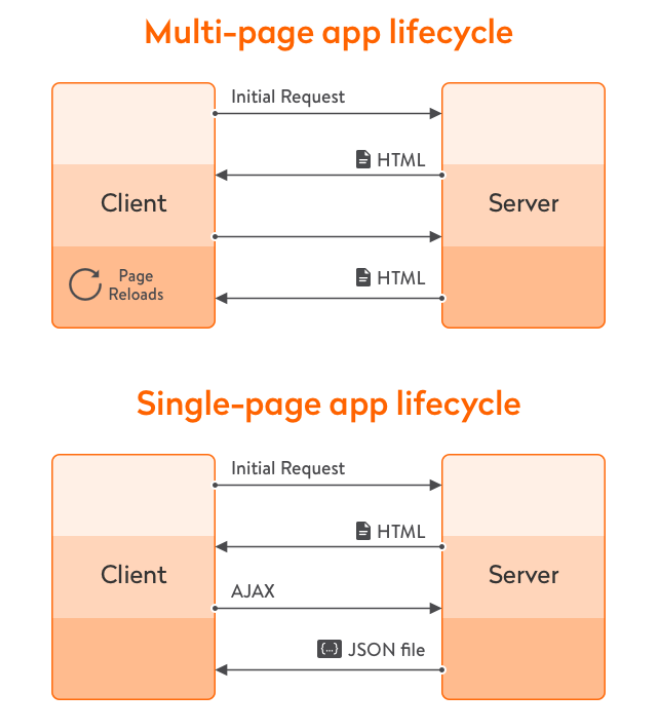 Multi-page app lifecycle
Initial Request
HTML
Client
Server
Page
Reloads
HTML
Single-page app lifecycle
Initial Request
HTML
Client
Server
AJAX
{...} JSON file